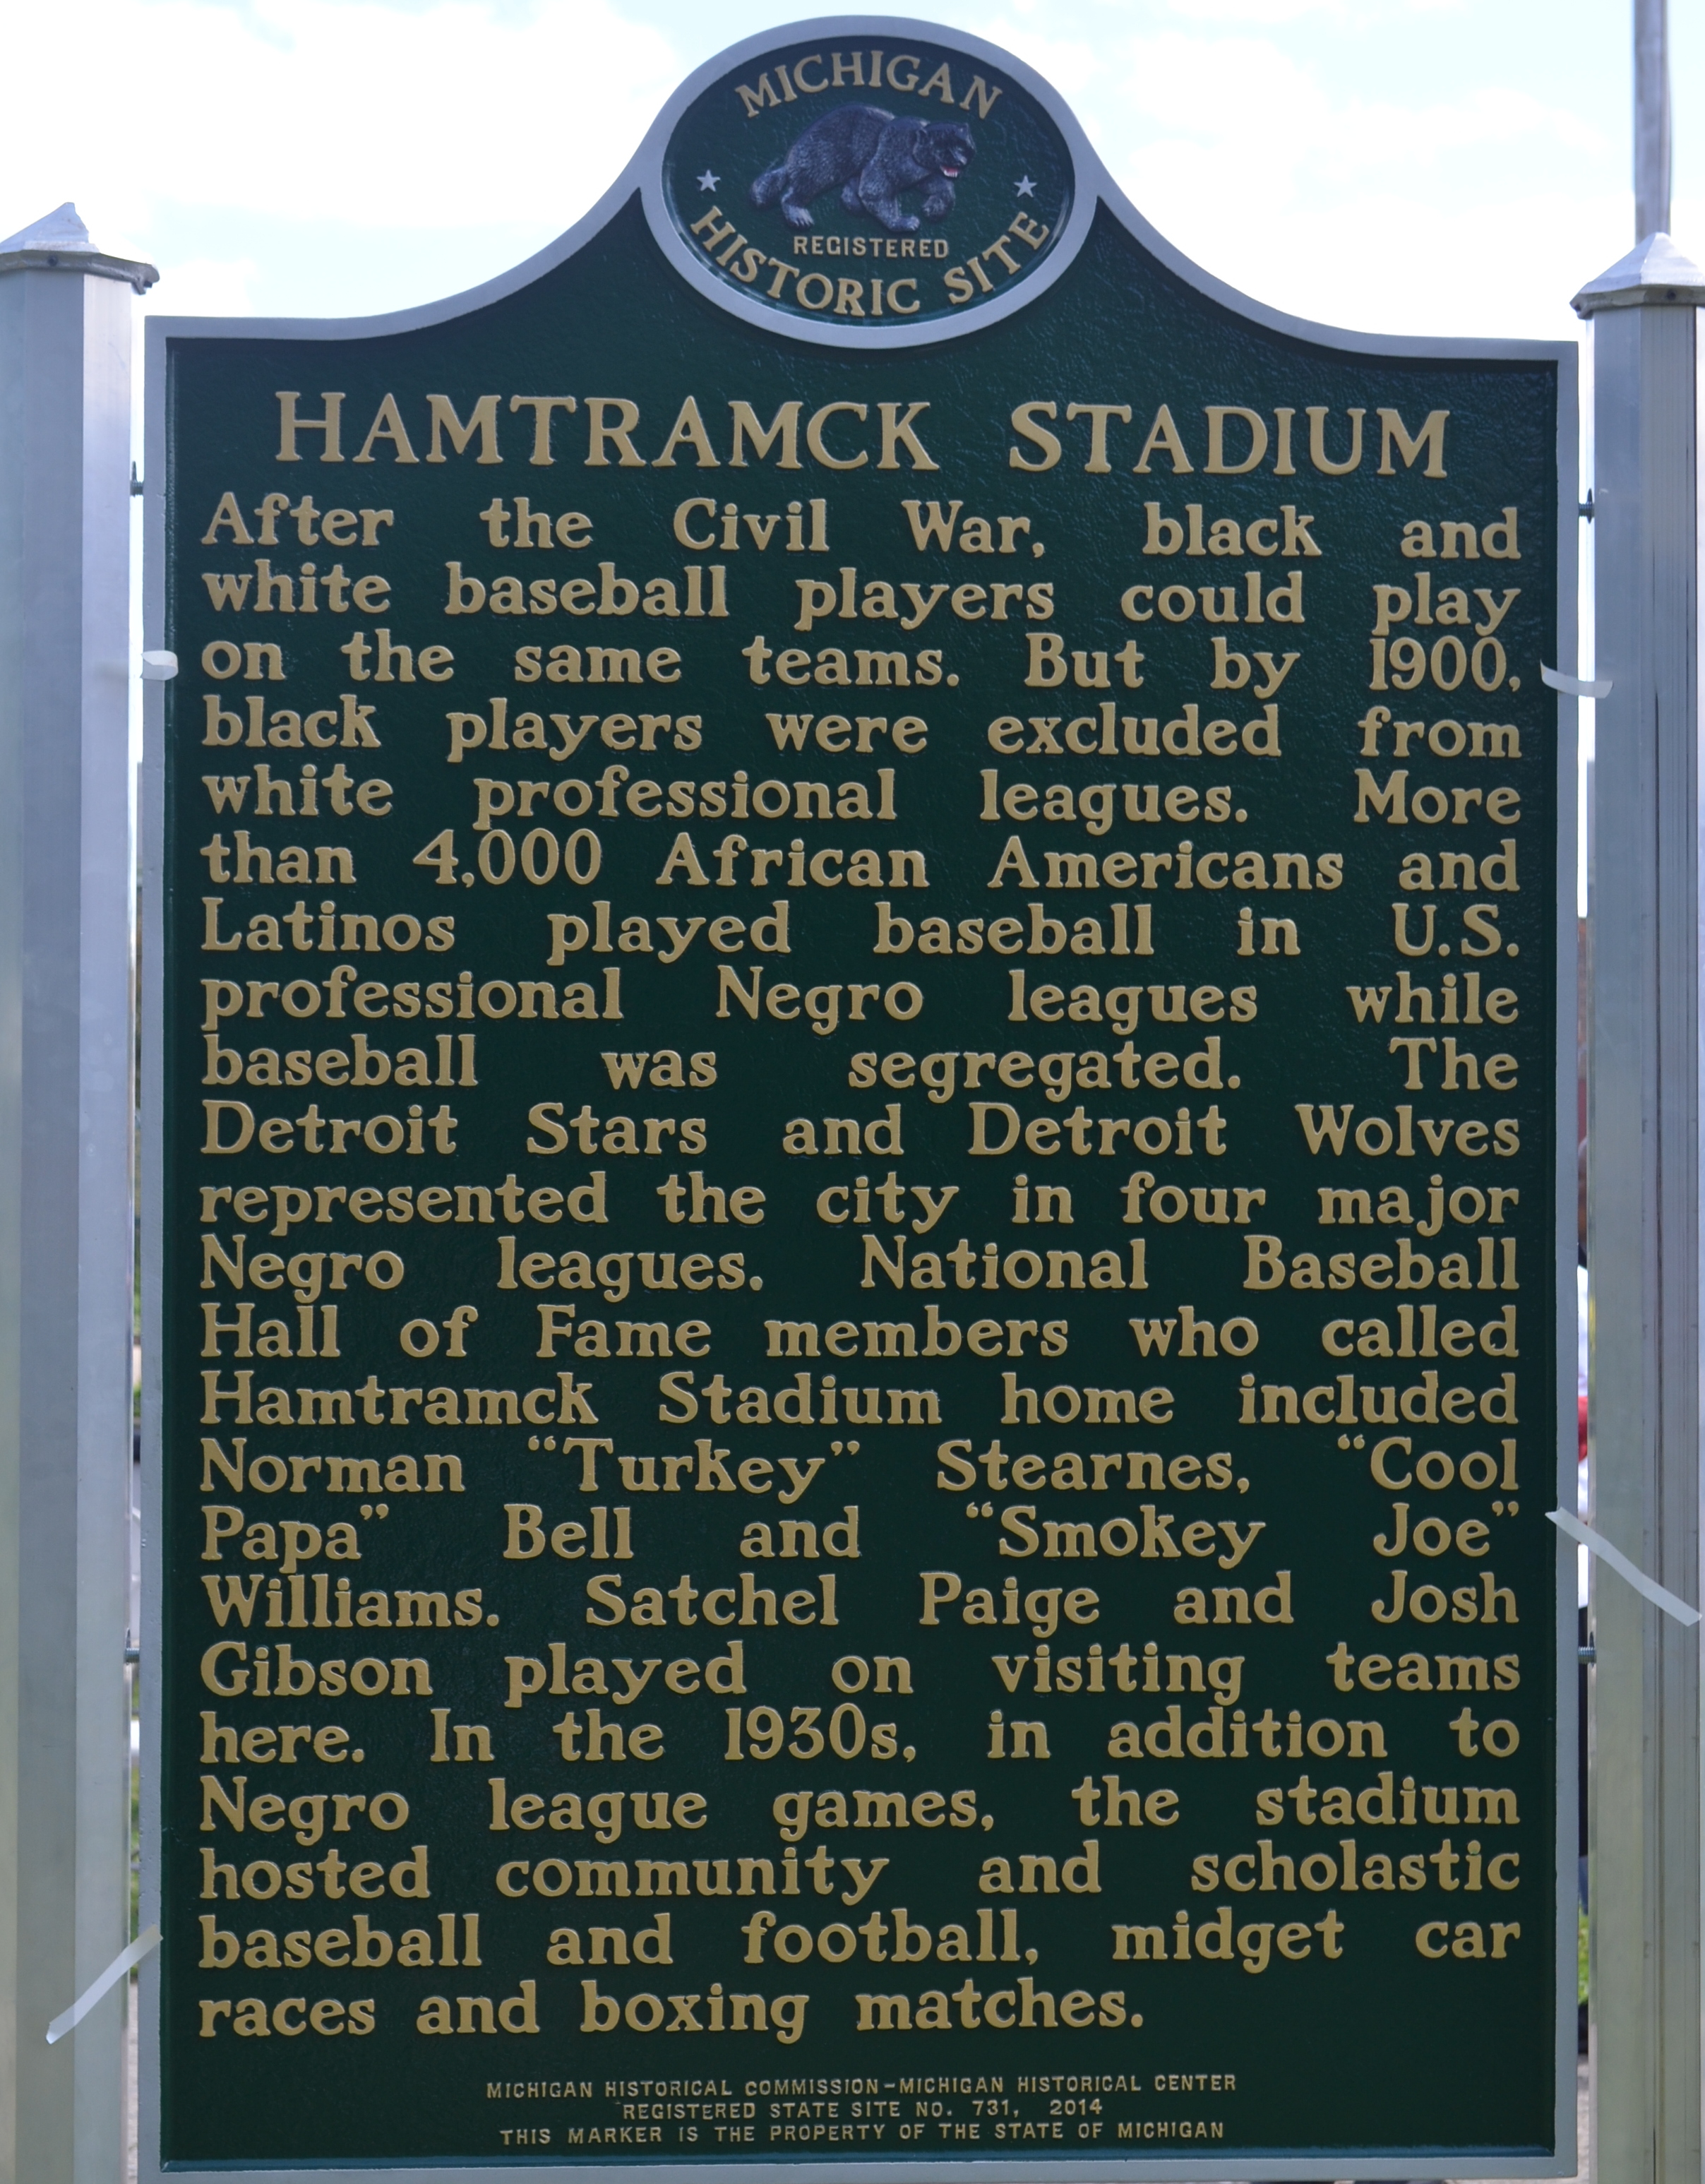 MICHIGAN
REGISTERED
HISTORIC SITE
HAMTRAMCK STADIUM
After the Civil War, black and
white baseball players could play
on the same teams. But by 1900,
black players were excluded from
white professional leagues. More
than 4,000 African Americans and
Latinos played baseball in U.S.
professional Negro leagues while
baseball was segregated. The
Detroit Stars and Detroit Wolves
represented the city in four major
Negro leagues. National Baseball
Hall of Fame members who called
Hamtramck Stadium home included
Norman “Turkey” Stearnes, “Cool
Papa” Bell and “Smokey Joe”
Williams. Satchel Paige and Josh
Gibson played on visiting teams
here. In the 1930s, in addition to
Negro league games, the stadium
hosted community and scholastic
baseball and football, midget car
races and boxing matches.
MICHIGAN HISTORICAL COMMISSION–MICHIGAN HISTORICAL CENTER
REGISTERED STATE SITE NO. 731, 2014
THIS MARKER IS THE PROPERTY OF THE STATE OF MICHIGAN